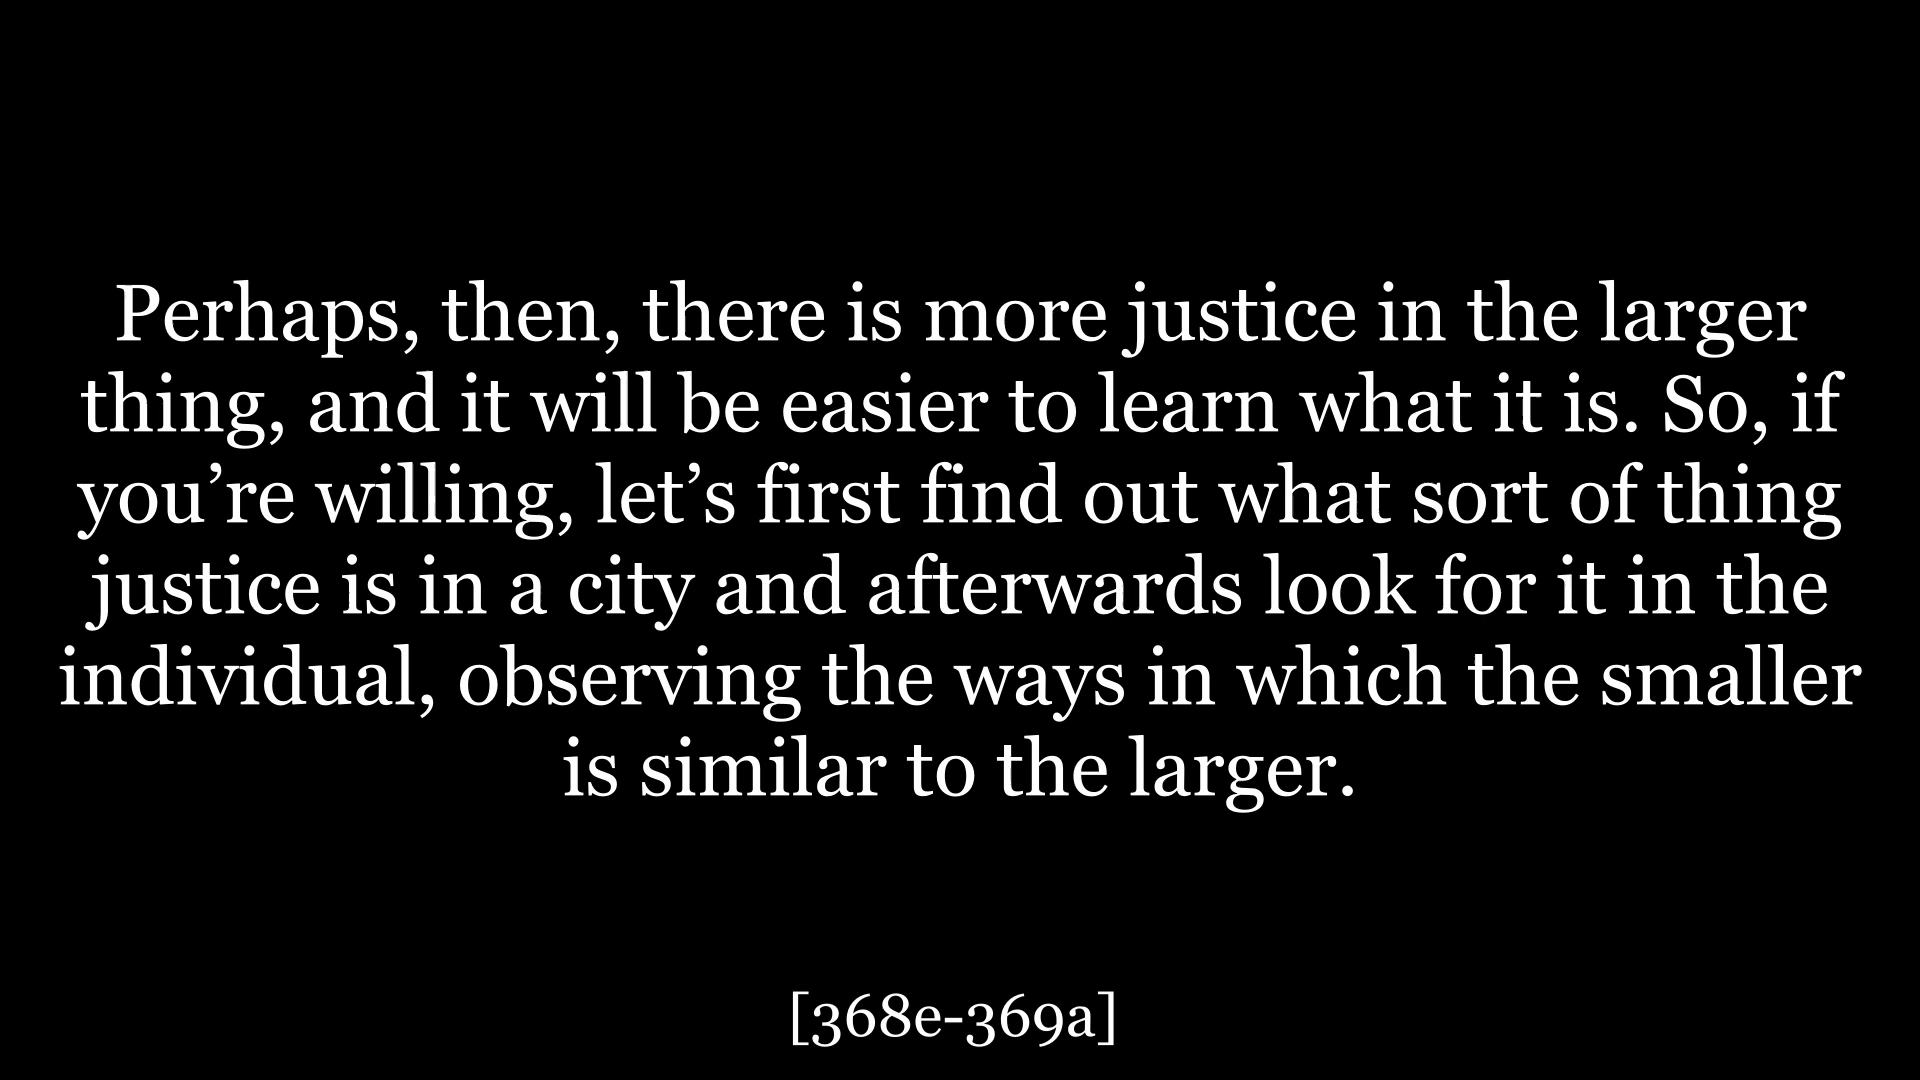 Perhaps, then, there is more justice in the larger
thing, and it will be easier to learn what it is. So, if
you’re willing, let’s first find out what sort of thing
justice is in a city and afterwards look for it in the
individual, observing the ways in which the smaller
is similar to the larger.
[368e-369a]